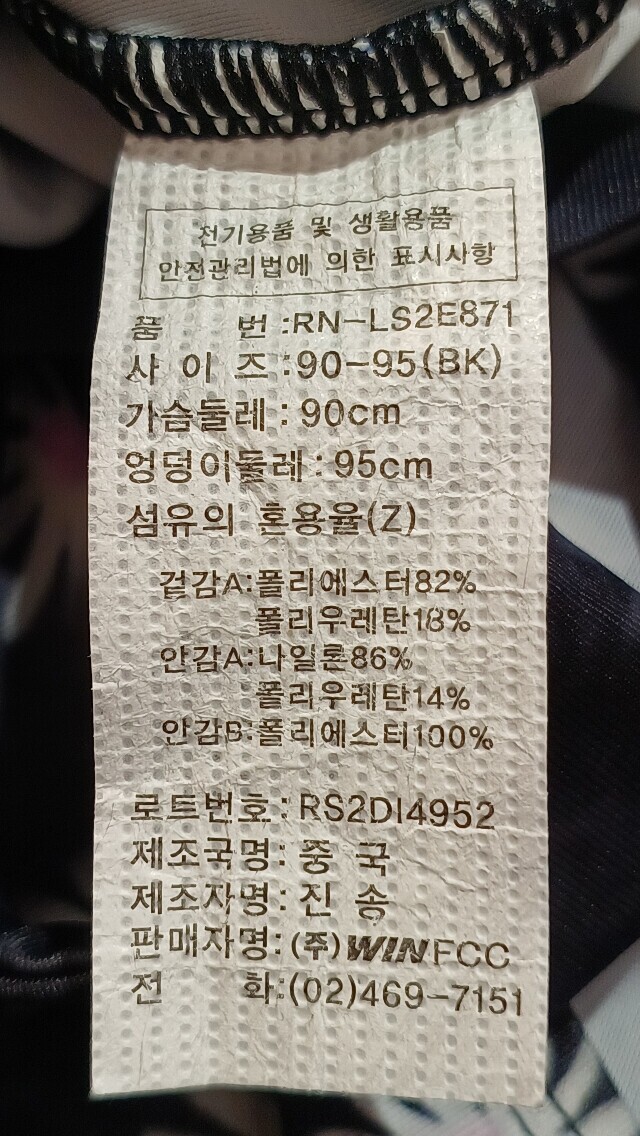 전기용품 및 생활용품
안전관리법에 의한 표시사항
품 번 :RN-LS2E871
사 이 즈 :90-95(BK)
가슴둘레 : 90cm
엉덩이둘레 : 95cm
섬유의 혼용율(Z)
겉감A:폴리에스터82%
폴리우레탄18%
안감A:나일론86%
폴리우레탄14%
안감B:폴리에스터100%
로트번호 : RS2DI4952
제조국명 : 중 국
제조자명 : 진 송
판매자명 : (주)WINFCC
전 화:(02)469-7151